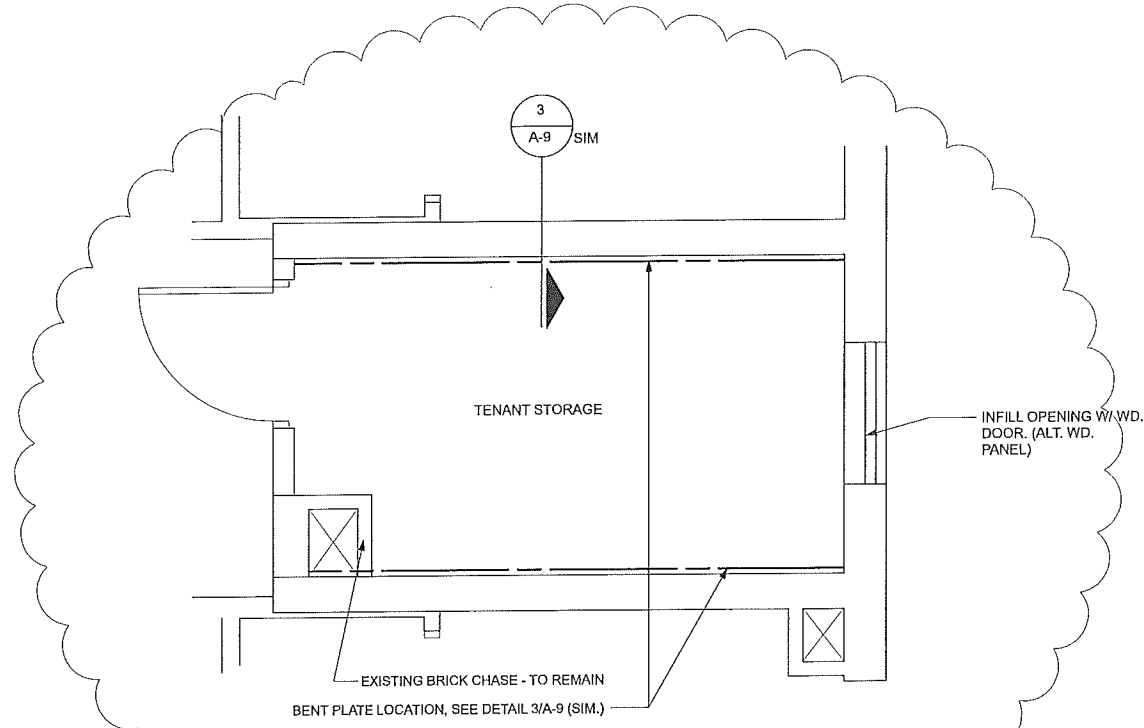 3
A-9 SIM
TENANT STORAGE
INFILL OPENING W/ WD.
DOOR. (ALT. WD.
PANEL)
EXISTING BRICK CHASE - TO REMAIN
BENT PLATE LOCATION, SEE DETAIL 3/A-9 (SIM.)